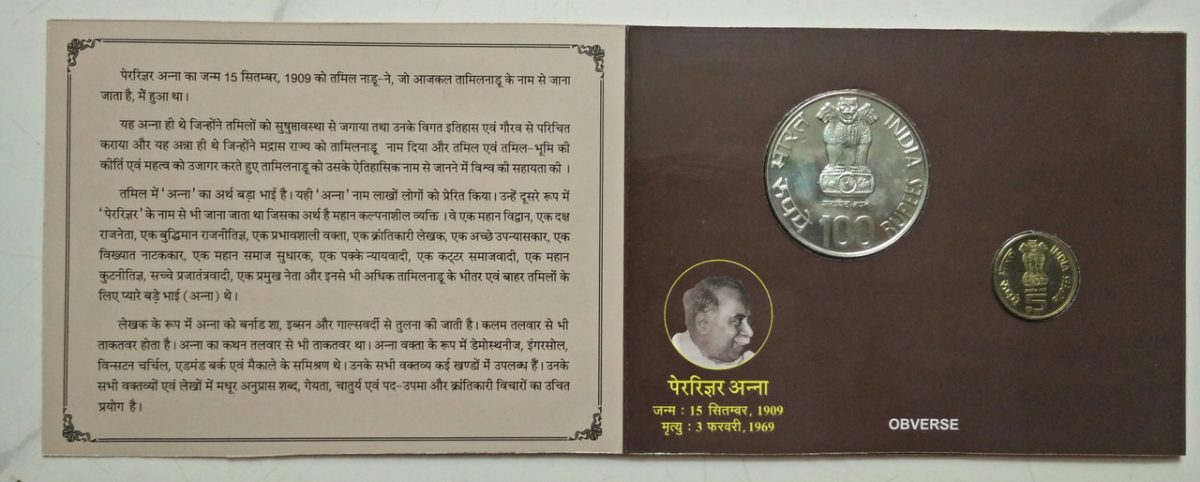 पेररिज्ञर अन्ना का जन्म 15 सितम्बर, 1909 को तमिल नाडू-ने, जो आजकल तामिलनाडू के नाम से जाना
जाता है, में हुआ था।
यह अन्ना ही थे जिन्होंने तमिलों को सुषुप्तावस्था से जगाया तथा उनके विगत इतिहास एवं गौरव से परिचित
कराया और यह अन्ना ही थे जिन्होंने मद्रास राज्य को तामिलनाडू नाम दिया और तमिल एवं तमिल-भूमि की
कीर्ति एवं महत्व को उजागर करते हुए तामिलनाडू को उसके ऐतिहासिक नाम से जानने में विश्व की सहायता की ।
तमिल में 'अन्ना' का अर्थ बड़ा भाई है। यही 'अन्ना' नाम लाखों लोगों को प्रेरित किया। उन्हें दूसरे रूप में
'पेररिज्ञर' के नाम से भी जाना जाता था जिसका अर्थ है महान कल्पनाशील व्यक्ति । वे एक महान विद्वान, एक दक्ष
राजनेता, एक बुद्धिमान राजनीतिज्ञ, एक प्रभावशाली वक्ता, एक क्रांतिकारी लेखक, एक अच्छे उपन्यासकार, एक
विख्यात नाटककार, एक महान समाज सुधारक, एक पक्के न्यायवादी, एक कट्टर समाजवादी, एक महान
कुटनीतिज्ञ, सच्चे प्रजातंत्रवादी, एक प्रमुख नेता और इनसे भी अधिक तामिलनाडू के भीतर एवं बाहर तमिलों के
लिए प्यारे बड़े भाई (अन्ना) थे।
लेखक के रूप में अन्ना को बर्नाड शा, इब्सन और गाल्सवर्दी से तुलना की जाती है। कलम तलवार से भी
ताकतवर होता है। अन्ना का कथन तलवार से भी ताकतवर था। अन्ना वक्ता के रूप में डेमोस्थनीज, इंगरसोल,
विन्सटन चर्चिल, एडमंड बर्क एवं मैकाले के समिश्रण थे। उनके सभी वक्तव्य कई खण्डों में उपलब्ध हैं। उनके
सभी वक्तव्यों एवं लेखों में मधूर अनुप्रास शब्द, गेयता, चातुर्य एवं पद-उपमा और क्रांतिकारी विचारों का उचित
प्रयोग है।
भारत INDIA
रुपये 100 RUPEES
भारत INDIA
रुपये 5
पेररिज्ञर अन्ना
जन्म : 15 सितम्बर, 1909
मृत्यु : 3 फरवरी, 1969
OBVERSE